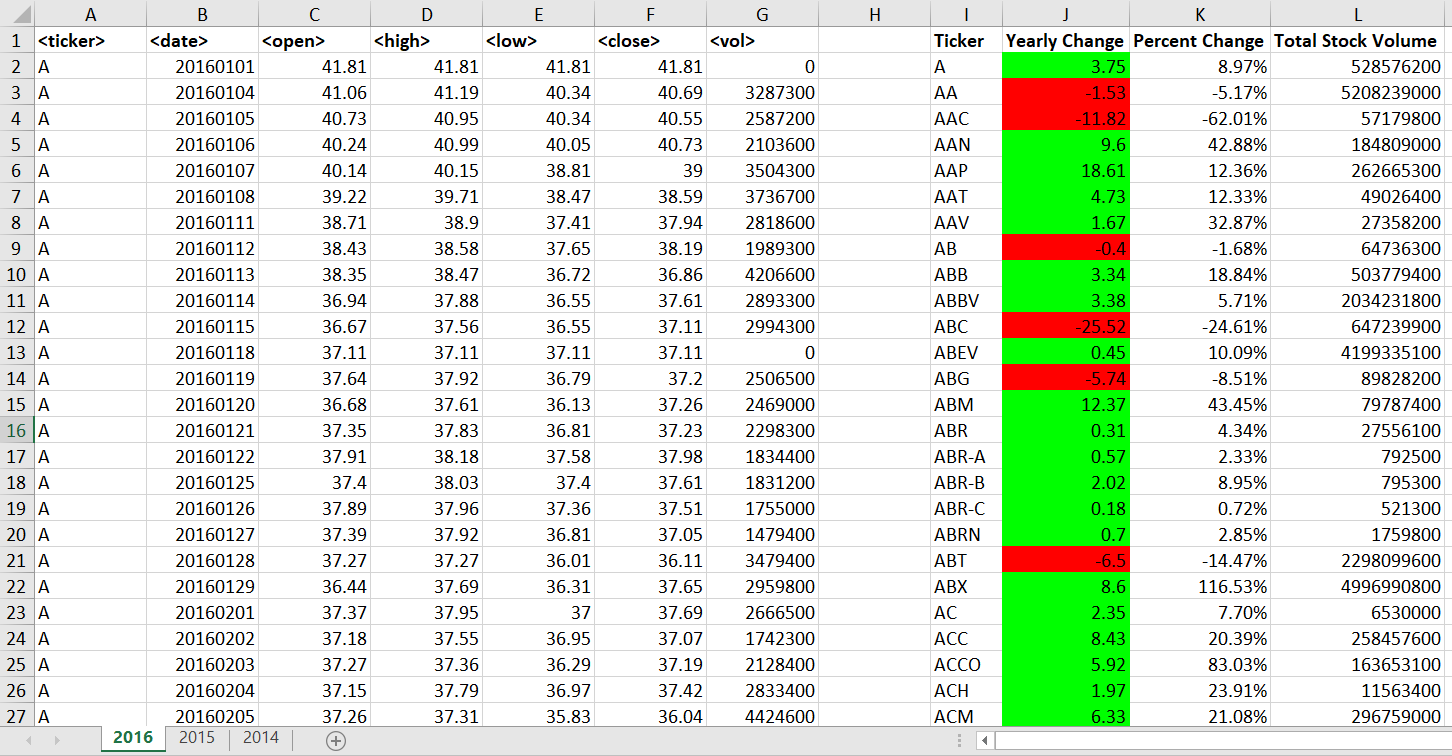 A B C D E F G H I J K L
1 <ticker> <date> <open> <high> <low> <close> <vol> Ticker Yearly Change Percent Change Total Stock Volume
2 A 20160101 41.81 41.81 41.81 41.81 0 A 3.75 8.97% 528576200
3 A 20160104 41.06 41.19 40.34 40.69 3287300 AA -1.53 -5.17% 5208239000
4 A 20160105 40.73 40.95 40.34 40.55 2587200 AAC -11.82 -62.01% 57179800
5 A 20160106 40.24 40.99 40.05 40.73 2103600 AAN 9.6 42.88% 184809000
6 A 20160107 40.14 40.15 38.81 39 3504300 AAP 18.61 12.36% 262665300
7 A 20160108 39.22 39.71 38.47 38.59 3736700 AAT 4.73 12.33% 49026400
8 A 20160111 38.71 38.9 37.41 37.94 2818600 AAV 1.67 32.87% 27358200
9 A 20160112 38.43 38.58 37.65 38.19 1989300 AB -0.4 -1.68% 64736300
10 A 20160113 38.35 38.47 36.72 36.86 4206600 ABB 3.34 18.84% 503779400
11 A 20160114 36.94 37.88 36.55 37.61 2893300 ABBV 3.38 5.71% 2034231800
12 A 20160115 36.67 37.56 36.55 37.11 2994300 ABC -25.52 -24.61% 647239900
13 A 20160118 37.11 37.11 37.11 37.11 0 ABEV 0.45 10.09% 4199335100
14 A 20160119 37.64 37.92 36.79 37.2 2506500 ABG -5.74 -8.51% 89828200
15 A 20160120 36.68 37.61 36.13 37.26 2469000 ABM 12.37 43.45% 79787400
16 A 20160121 37.35 37.83 36.81 37.23 2298300 ABR 0.31 4.34% 27556100
17 A 20160122 37.91 38.18 37.58 37.98 1834400 ABR-A 0.57 2.33% 792500
18 A 20160125 37.4 38.03 37.4 37.61 1831200 ABR-B 2.02 8.95% 795300
19 A 20160126 37.89 37.96 37.36 37.51 1755000 ABR-C 0.18 0.72% 521300
20 A 20160127 37.39 37.92 36.81 37.05 1479400 ABRN 0.7 2.85% 1759800
21 A 20160128 37.27 37.27 36.01 36.11 3479400 ABT -6.5 -14.47% 2298099600
22 A 20160129 36.44 37.69 36.31 37.65 2959800 ABX 8.6 116.53% 4996990800
23 A 20160201 37.37 37.95 37 37.69 2666500 AC 2.35 7.70% 6530000
24 A 20160202 37.18 37.55 36.95 37.07 1742300 ACC 8.43 20.39% 258457600
25 A 20160203 37.27 37.36 36.29 37.19 2128400 ACCO 5.92 83.03% 163653100
26 A 20160204 37.15 37.79 36.97 37.42 2833400 ACH 1.97 23.91% 11563400
27 A 20160205 37.26 37.31 35.83 36.04 4424600 ACM 6.33 21.08% 296759000
2016 2015 2014